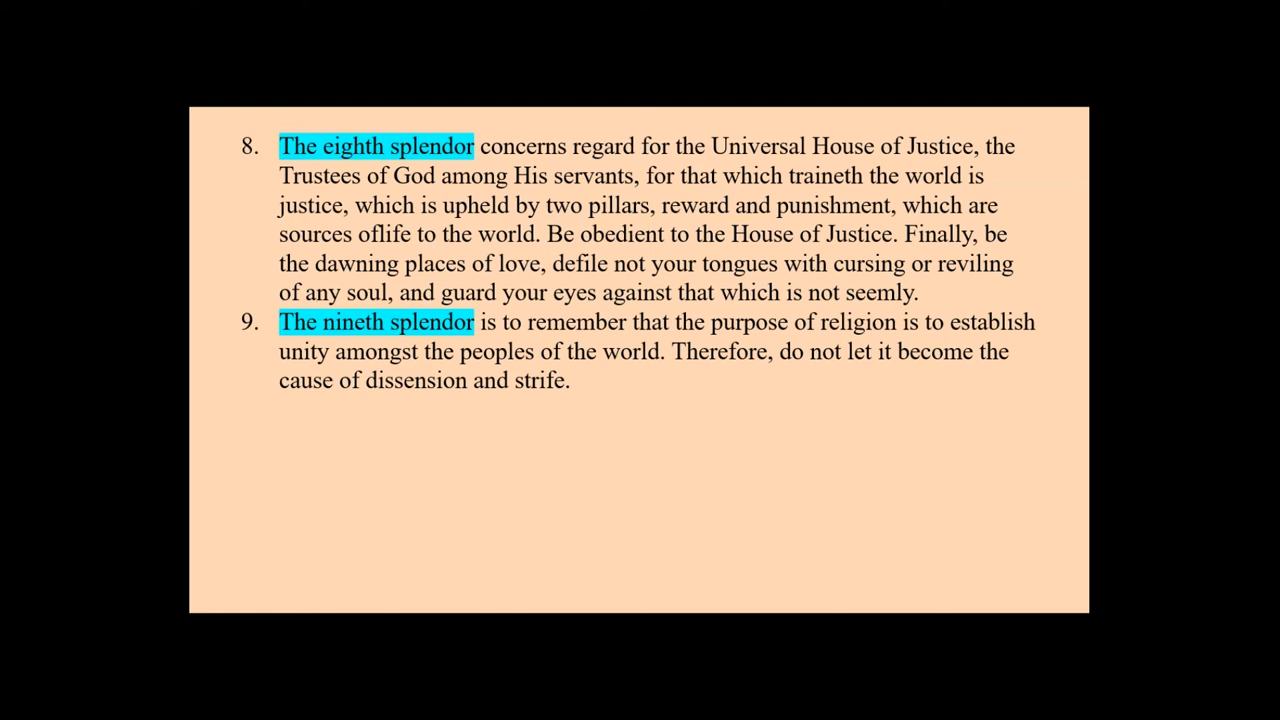 8. The eighth splendor concerns regard for the Universal House of Justice, the
Trustees of God among His servants, for that which traineth the world is
justice, which is upheld by two pillars, reward and punishment, which are
sources oflife to the world. Be obedient to the House of Justice. Finally, be
the dawning places of love, defile not your tongues with cursing or reviling
of any soul, and guard your eyes against that which is not seemly.
9. The nineth splendor is to remember that the purpose of religion is to establish
unity amongst the peoples of the world. Therefore, do not let it become the
cause of dissension and strife.